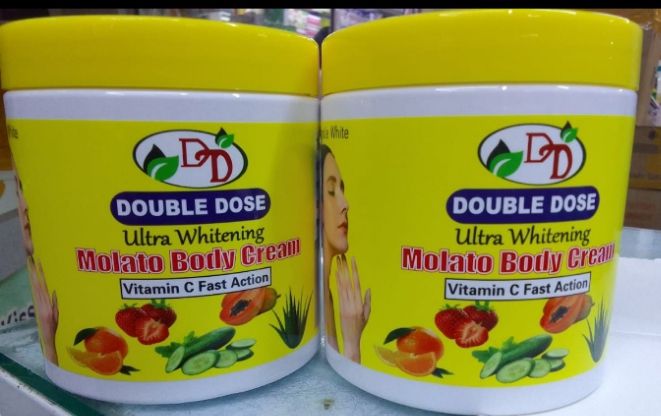 DD
DOUBLE DOSE
Ultra Whitening
Molato Body Cream
Vitamin C Fast Action
White
DD
DOUBLE DOSE
Ultra Whitening
Molato Body Cream
Vitamin C Fast Action